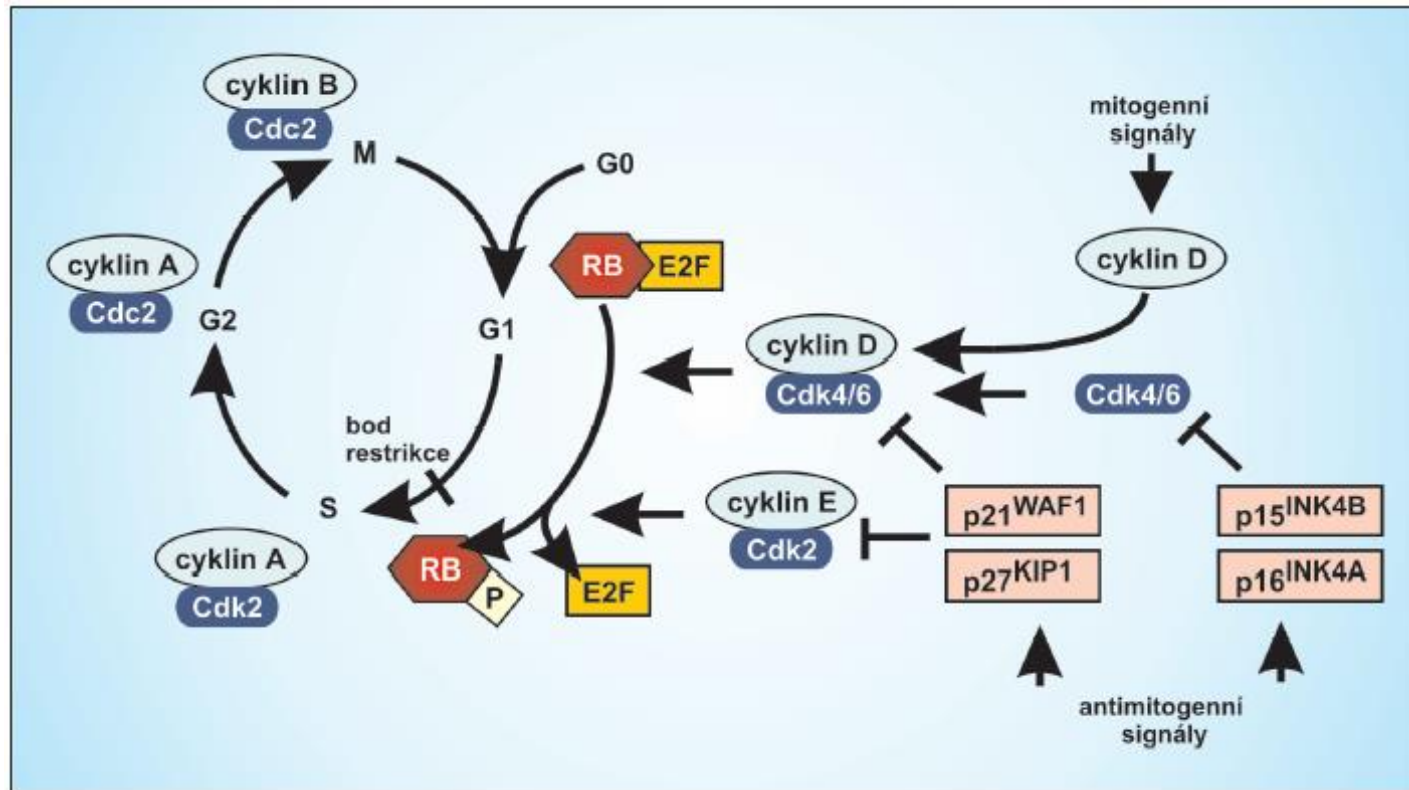 cyklin B
Cdc2
M
G0
mitogenní
signály
cyklin A
Cdc2
G2
G1
RB
E2F
cyklin D
cyklin D
Cdk4/6
Cdk4/6
bod
restrikce
S
cyklin A
Cdk2
RB
P
E2F
cyklin E
Cdk2
p21WAF1
p27KIP1
p15INK4B
p16INK4A
antimitogenní
signály